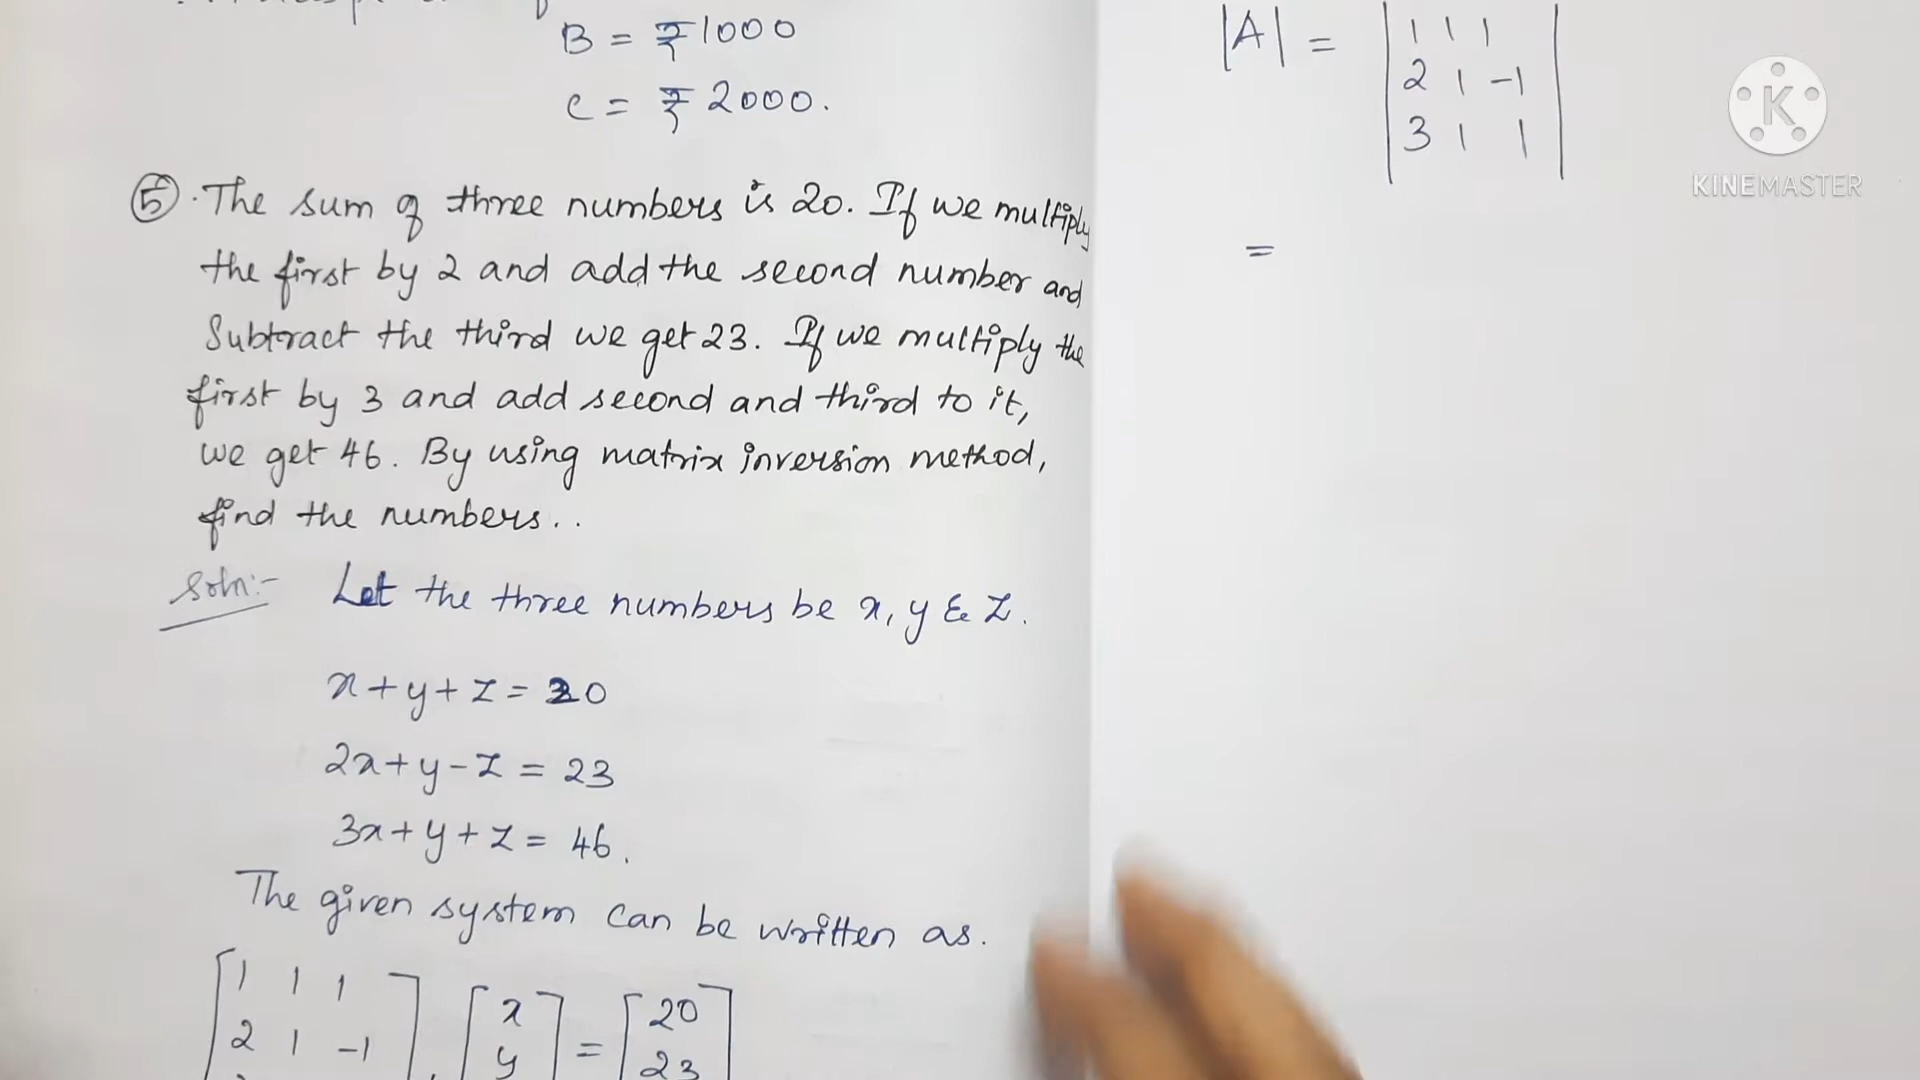 B = ₹1000
C = ₹2000.
⑤. The sum of three numbers is 20. If we multiply
the first by 2 and add the second number and
Subtract the third we get 23. If we multiply the
first by 3 and add second and third to it,
we get 46. By using matrix inversion method,
find the numbers..
Soln:- Let the three numbers be x, y & z.
x+y+z = 20
2x+y-z = 23
3x+y+z = 46.
The given system can be written as.
1 1 1
2 1 -1
x
y
=
20
23
|A| =
1 1 1
2 1 -1
3 1 1
=
K
KINEMASTER